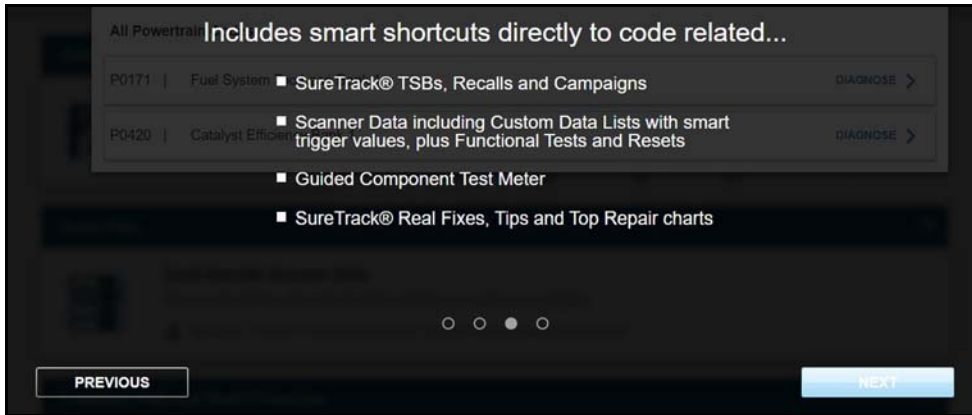 Includes smart shortcuts directly to code related...
All Powertrain
P0171 | Fuel System
DIAGNOSE
■ SureTrack® TSBs, Recalls and Campaigns
■ Scanner Data including Custom Data Lists with smart
trigger values, plus Functional Tests and Resets
P0420 | Catalyst Efficien
DIAGNOSE
■ Guided Component Test Meter
■ SureTrack® Real Fixes, Tips and Top Repair charts
PREVIOUS
NEXT